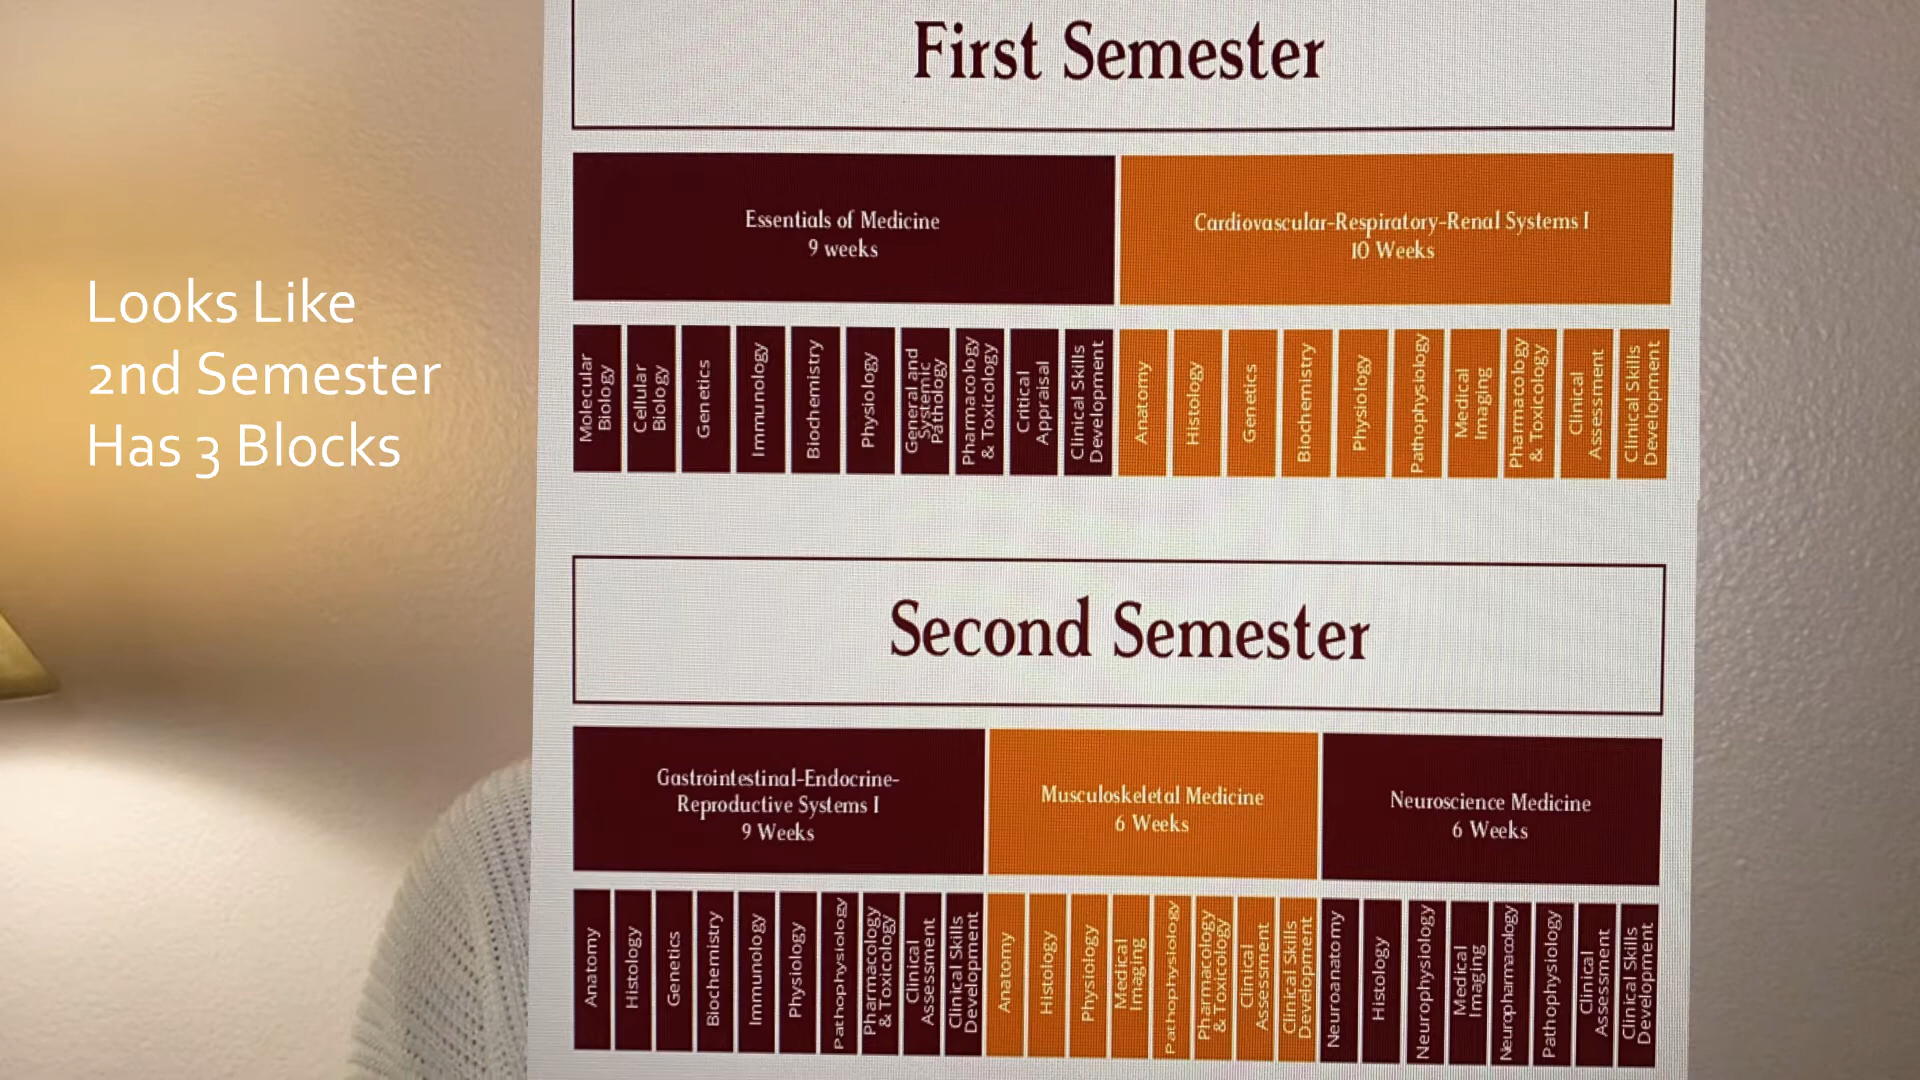 First Semester
Essentials of Medicine
9 weeks
Cardiovascular-Respiratory-Renal Systems I
10 Weeks
Molecular
Biology
Cellular
Biology
Genetics
Immunology
Biochemistry
Physiology
General and
Systemic
Pathology
Pharmacology
& Toxicology
Critical
Appraisal
Clinical Skills
Development
Anatomy
Histology
Genetics
Biochemistry
Physiology
Pathophysiology
Medical
Imaging
Pharmacology
& Toxicology
Clinical
Assessment
Clinical Skills
Development
Looks Like
2nd Semester
Has 3 Blocks
Second Semester
Gastrointestinal-Endocrine-
Reproductive Systems I
9 Weeks
Musculoskeletal Medicine
6 Weeks
Neuroscience Medicine
6 Weeks
Anatomy
Histology
Genetics
Biochemistry
Immunology
Physiology
Pathophysiology
Pharmacology
& Toxicology
Clinical
Assessment
Clinical Skills
Development
Anatomy
Histology
Physiology
Medical
Imaging
Pathophysiology
Pharmacology
& Toxicology
Clinical
Assessment
Clinical Skills
Development
Neuroanatomy
Histology
Neurophysiology
Medical
Imaging
Neuropharmacology
Pathophysiology
Clinical
Assessment
Clinical Skills
Development